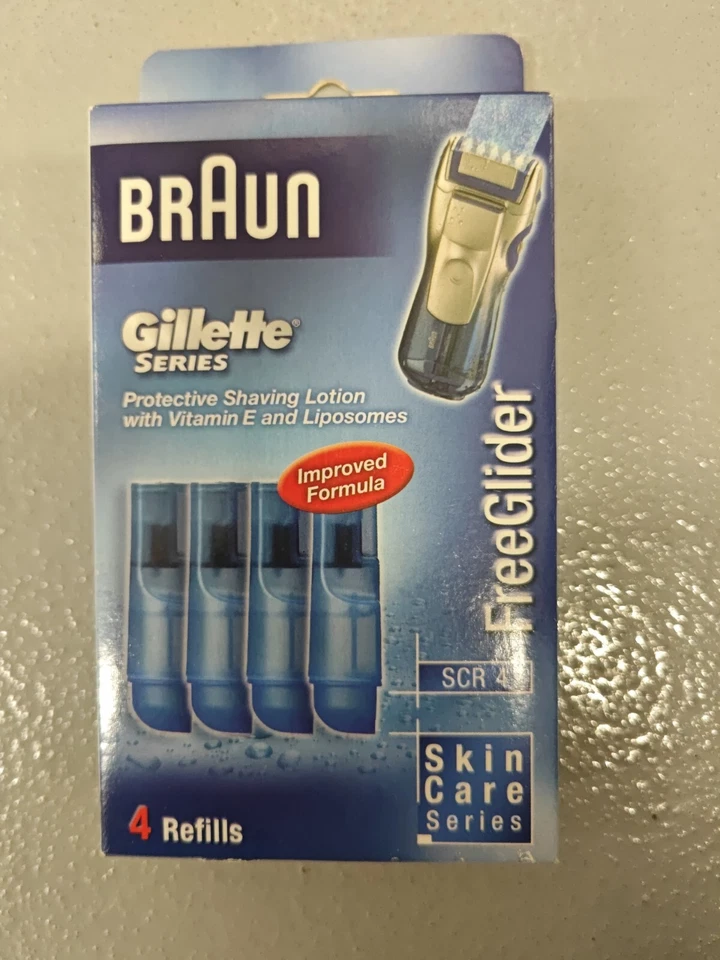 BRAUN
Gillette®
SERIES
Protective Shaving Lotion
with Vitamin E and Liposomes
Improved
Formula
FreeGlider
SCR 4
Skin
Care
Series
4 Refills